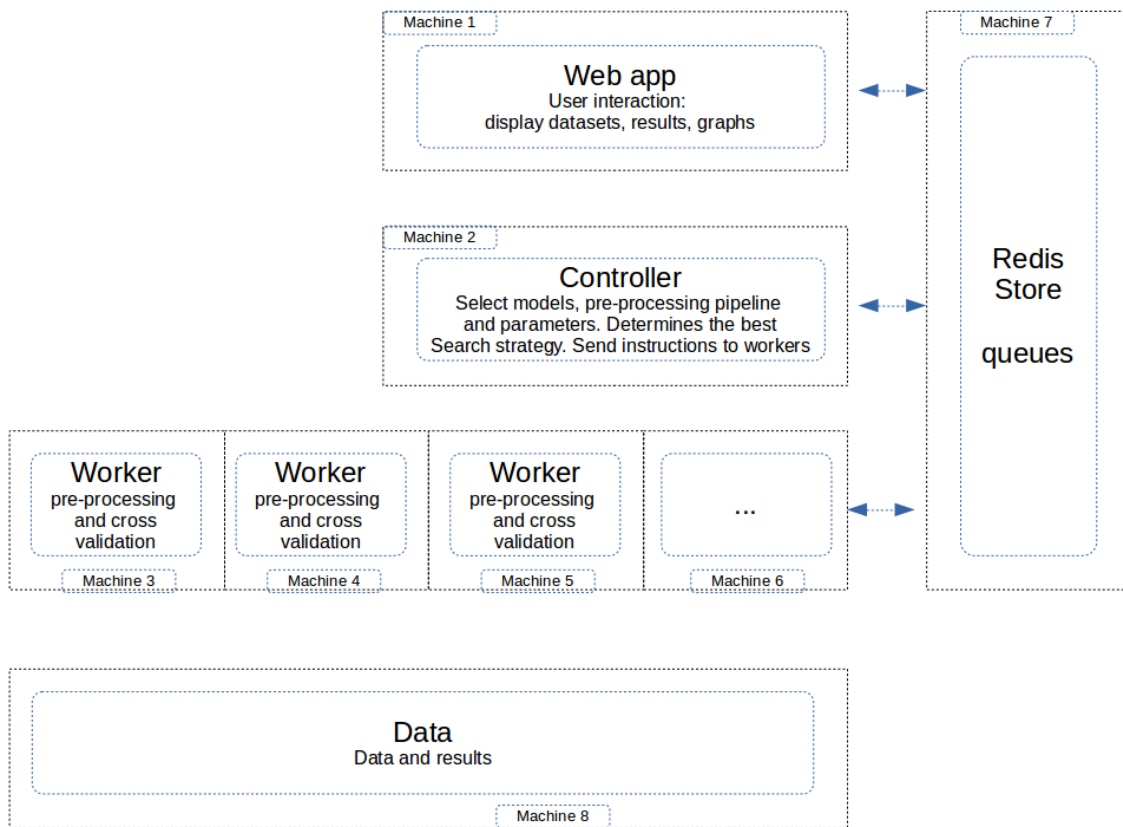 Machine 1
Web app
User interaction:
display datasets, results, graphs
Machine 7
Redis
Store
queues
Machine 2
Controller
Select models, pre-processing pipeline
and parameters. Determines the best
Search strategy. Send instructions to workers
Worker
pre-processing
and cross
validation
Machine 3
Worker
pre-processing
and cross
validation
Machine 4
Worker
pre-processing
and cross
validation
Machine 5
...
Machine 6
Data
Data and results
Machine 8